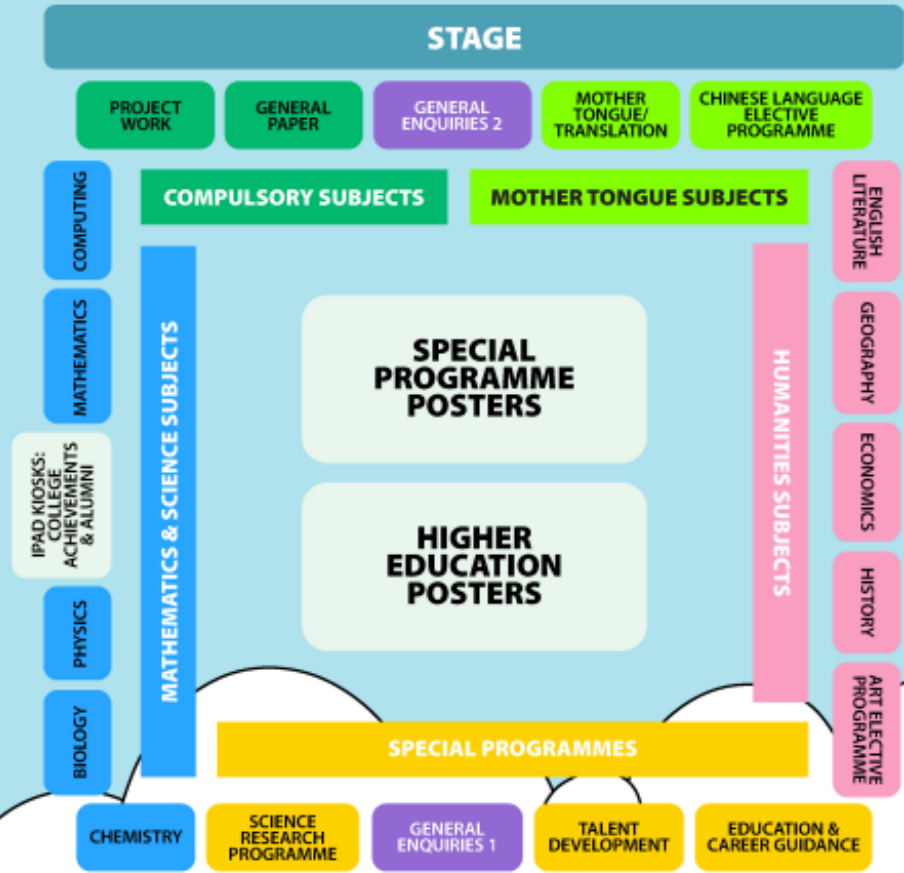 STAGE
PROJECT
WORK
GENERAL
PAPER
GENERAL
ENQUIRIES 2
MOTHER
TONGUE/
TRANSLATION
CHINESE LANGUAGE
ELECTIVE
PROGRAMME
COMPULSORY SUBJECTS
MOTHER TONGUE SUBJECTS
COMPUTING
MATHEMATICS
IPAD KIOSKS:
COLLEGE
ACHIEVEMENTS
& ALUMNI
PHYSICS
BIOLOGY
MATHEMATICS & SCIENCE SUBJECTS
SPECIAL
PROGRAMME
POSTERS
HIGHER
EDUCATION
POSTERS
HUMANITIES SUBJECTS
ENGLISH
LITERATURE
GEOGRAPHY
ECONOMICS
HISTORY
ART ELECTIVE
PROGRAMME
SPECIAL PROGRAMMES
CHEMISTRY
SCIENCE
RESEARCH
PROGRAMME
GENERAL
ENQUIRIES 1
TALENT
DEVELOPMENT
EDUCATION &
CAREER GUIDANCE